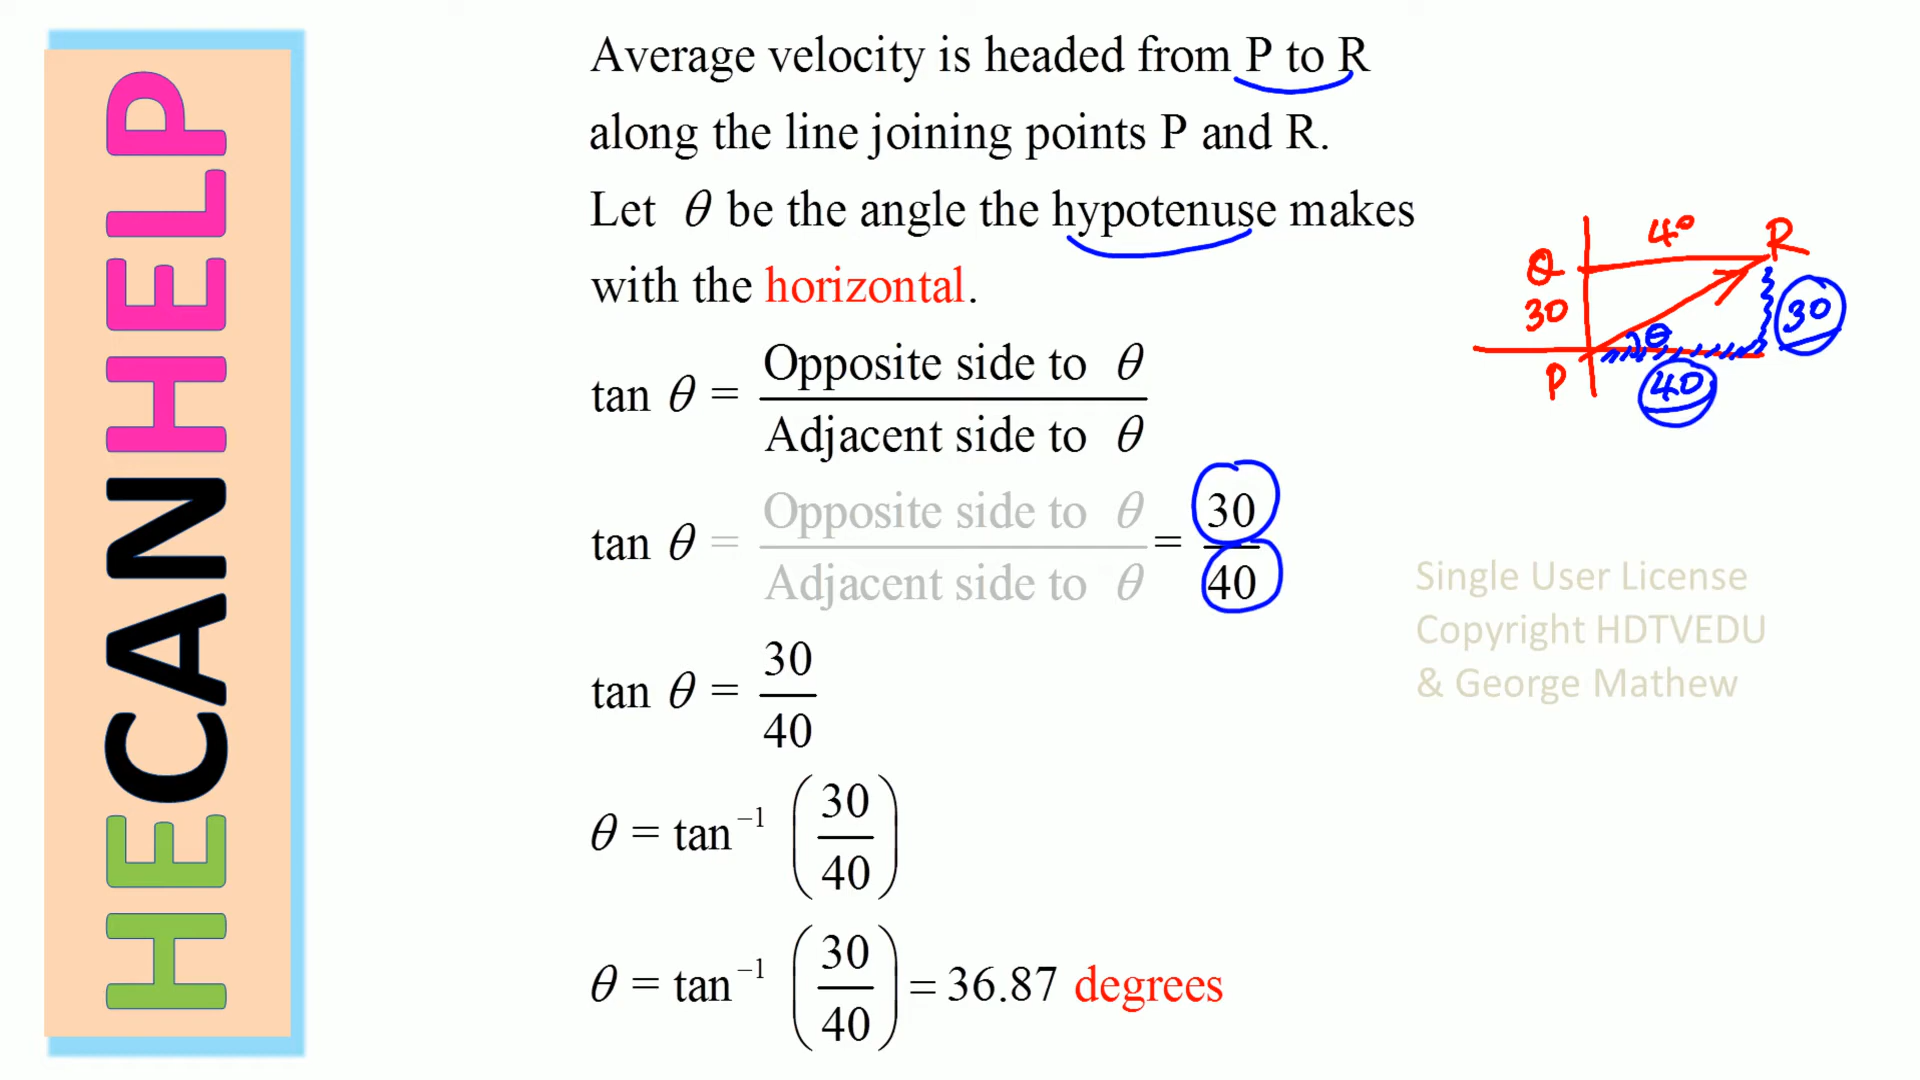 HECANHELP
Average velocity is headed from P to R
along the line joining points P and R.
Let θ be the angle the hypotenuse makes
with the horizontal.
tan θ = Opposite side to θ / Adjacent side to θ
tan θ = Opposite side to θ / Adjacent side to θ = 30 / 40
tan θ = 30 / 40
θ = tan⁻¹ (30 / 40)
θ = tan⁻¹ (30 / 40) = 36.87 degrees
40 R
Q
30 30
θ
P 40
Single User License
Copyright HDTVEDU
& George Mathew